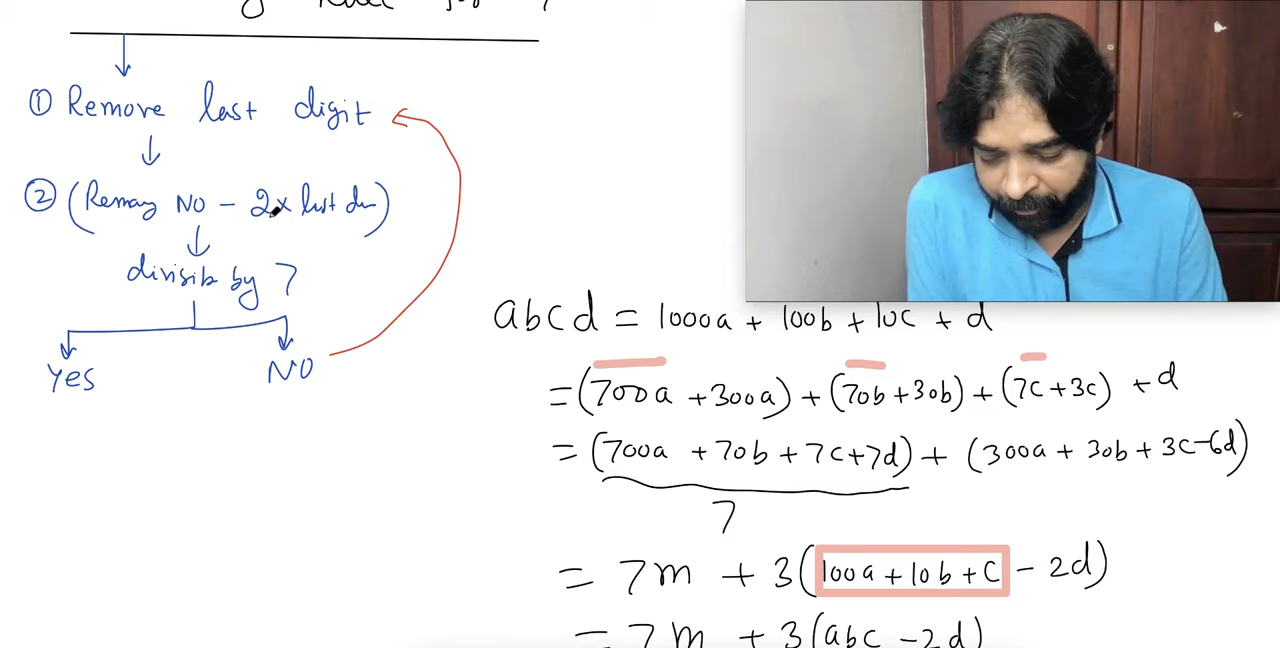 ① Remove last digit
② (Remaing NO - 2x last
divisib by 7
Yes
NO
abcd = 1000a + 100b + 10c + d
= (700a + 300a) + (70b + 30b) + (7c + 3c) + d
= (700a + 70b + 7c + 7d) + (300a + 30b + 3c - 6d)
7
= 7m + 3(100a + 10b + c - 2d)
= 7m + 3(abc - 2d)